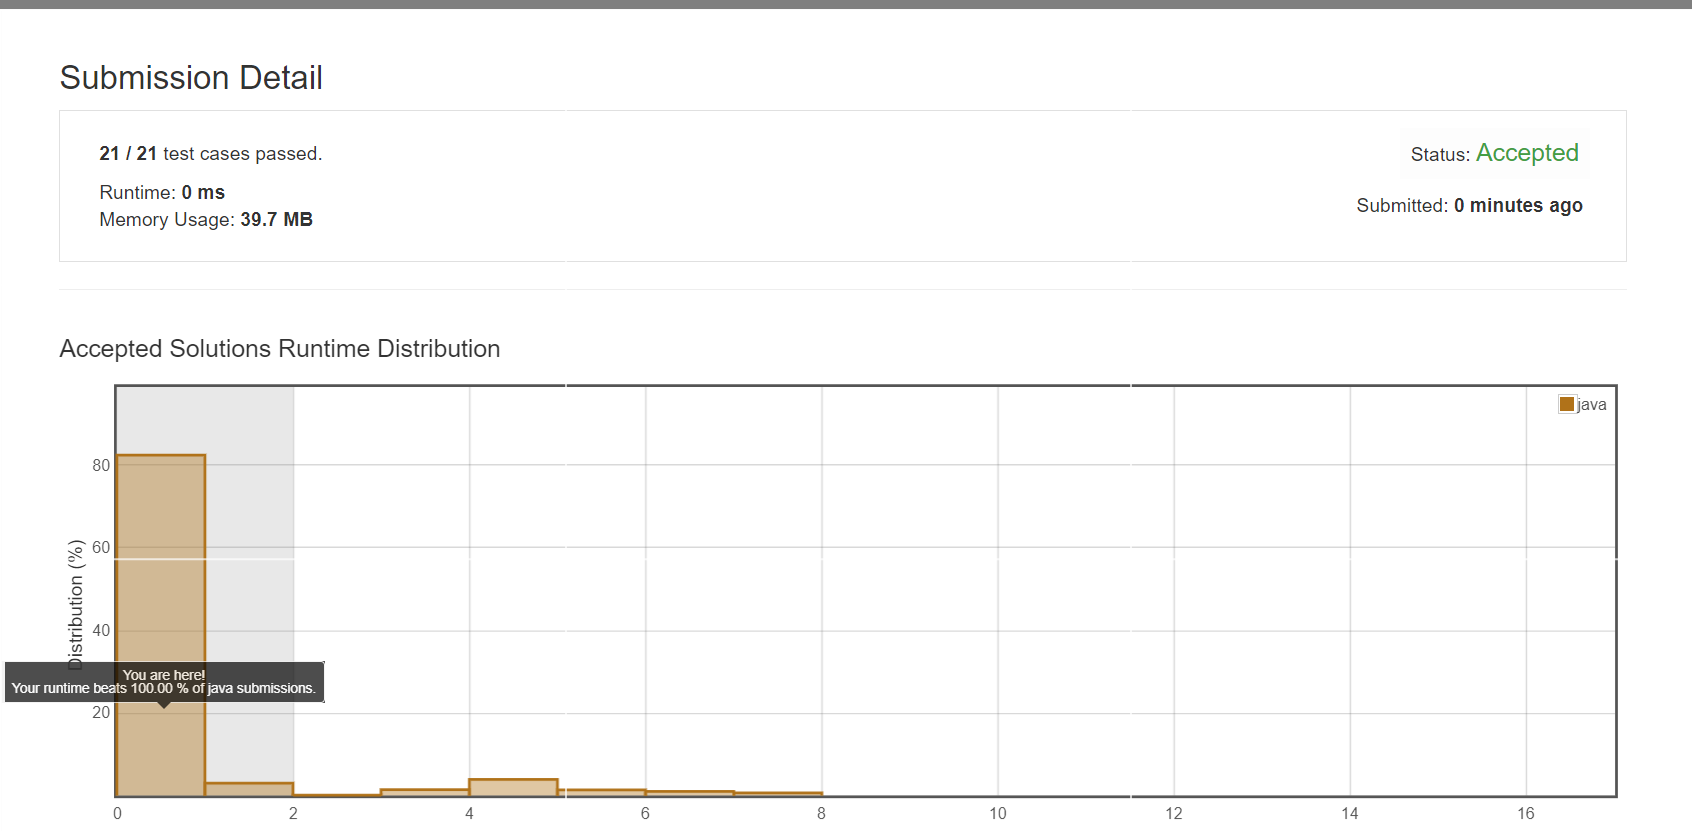 Submission Detail
21 / 21 test cases passed.
Status: Accepted
Runtime: 0 ms
Submitted: 0 minutes ago
Memory Usage: 39.7 MB
Accepted Solutions Runtime Distribution
java
Distribution (%)
80
60
40
20
You are here!
Your runtime beats 100.00 % of java submissions.
0 2 4 6 8 10 12 14 16